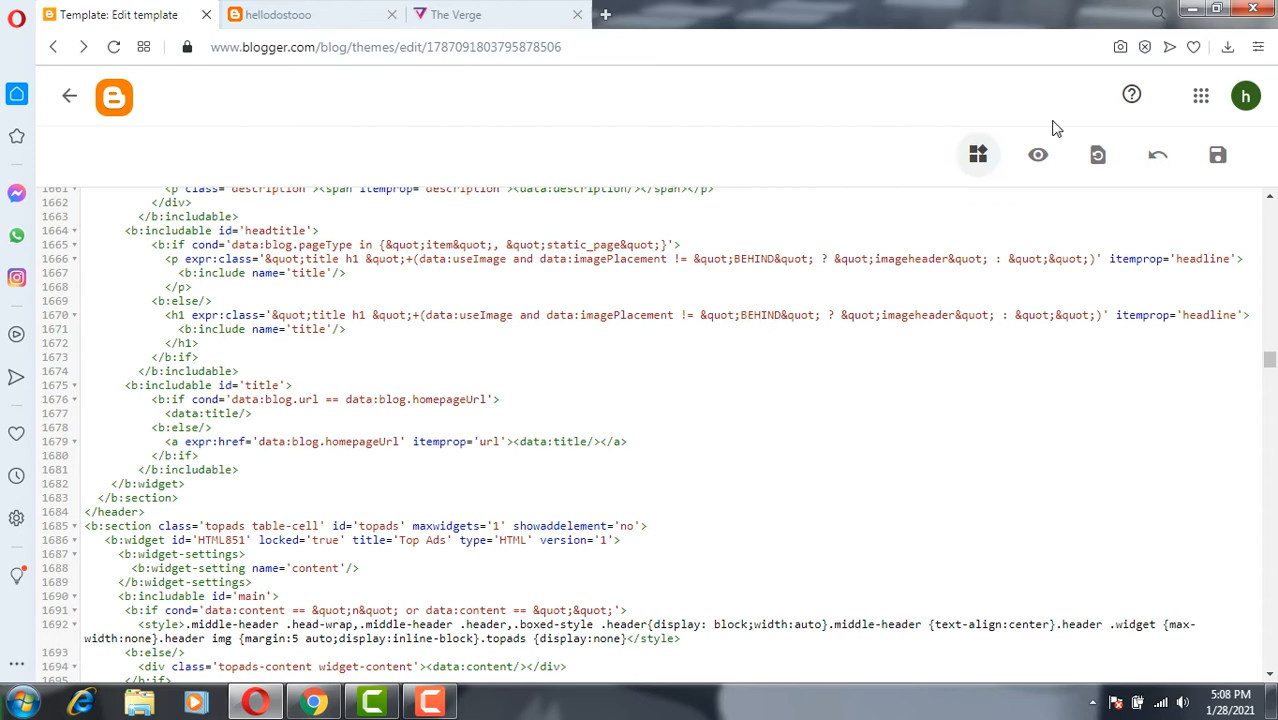 Template: Edit template
hellodostooo
The Verge
www.blogger.com/blog/themes/edit/1787091803795878506
h
1661 <p class='description'><span itemprop='description'><data:description/></span></p>
1662 </div>
1663 </b:includable>
1664 <b:includable id='headtitle'>
1665 <b:if cond='data:blog.pageType in {&quot;item&quot;, &quot;static_page&quot;}'>
1666 <p expr:class='&quot;title h1 &quot;+(data:useImage and data:imagePlacement != &quot;BEHIND&quot; ? &quot;imageheader&quot; : &quot;&quot;)' itemprop='headline'>
1667 <b:include name='title'/>
1668 </p>
1669 <b:else/>
1670 <h1 expr:class='&quot;title h1 &quot;+(data:useImage and data:imagePlacement != &quot;BEHIND&quot; ? &quot;imageheader&quot; : &quot;&quot;)' itemprop='headline'>
1671 <b:include name='title'/>
1672 </h1>
1673 </b:if>
1674 </b:includable>
1675 <b:includable id='title'>
1676 <b:if cond='data:blog.url == data:blog.homepageUrl'>
1677 <data:title/>
1678 <b:else/>
1679 <a expr:href='data:blog.homepageUrl' itemprop='url'><data:title/></a>
1680 </b:if>
1681 </b:includable>
1682 </b:widget>
1683 </b:section>
1684 </header>
1685 <b:section class='topads table-cell' id='topads' maxwidgets='1' showaddelement='no'>
1686 <b:widget id='HTML851' locked='true' title='Top Ads' type='HTML' version='1'>
1687 <b:widget-settings>
1688 <b:widget-setting name='content'/>
1689 </b:widget-settings>
1690 <b:includable id='main'>
1691 <b:if cond='data:content == &quot;n&quot; or data:content == &quot;&quot;'>
1692 <style>.middle-header .head-wrap,.middle-header .header,.boxed-style .header{display: block;width:auto}.middle-header {text-align:center}.header .widget {max-
width:none}.header img {margin:5 auto;display:inline-block}.topads {display:none}</style>
1693 <b:else/>
1694 <div class='topads-content widget-content'><data:content/></div>
1695 </b:if>
5:08 PM
1/28/2021